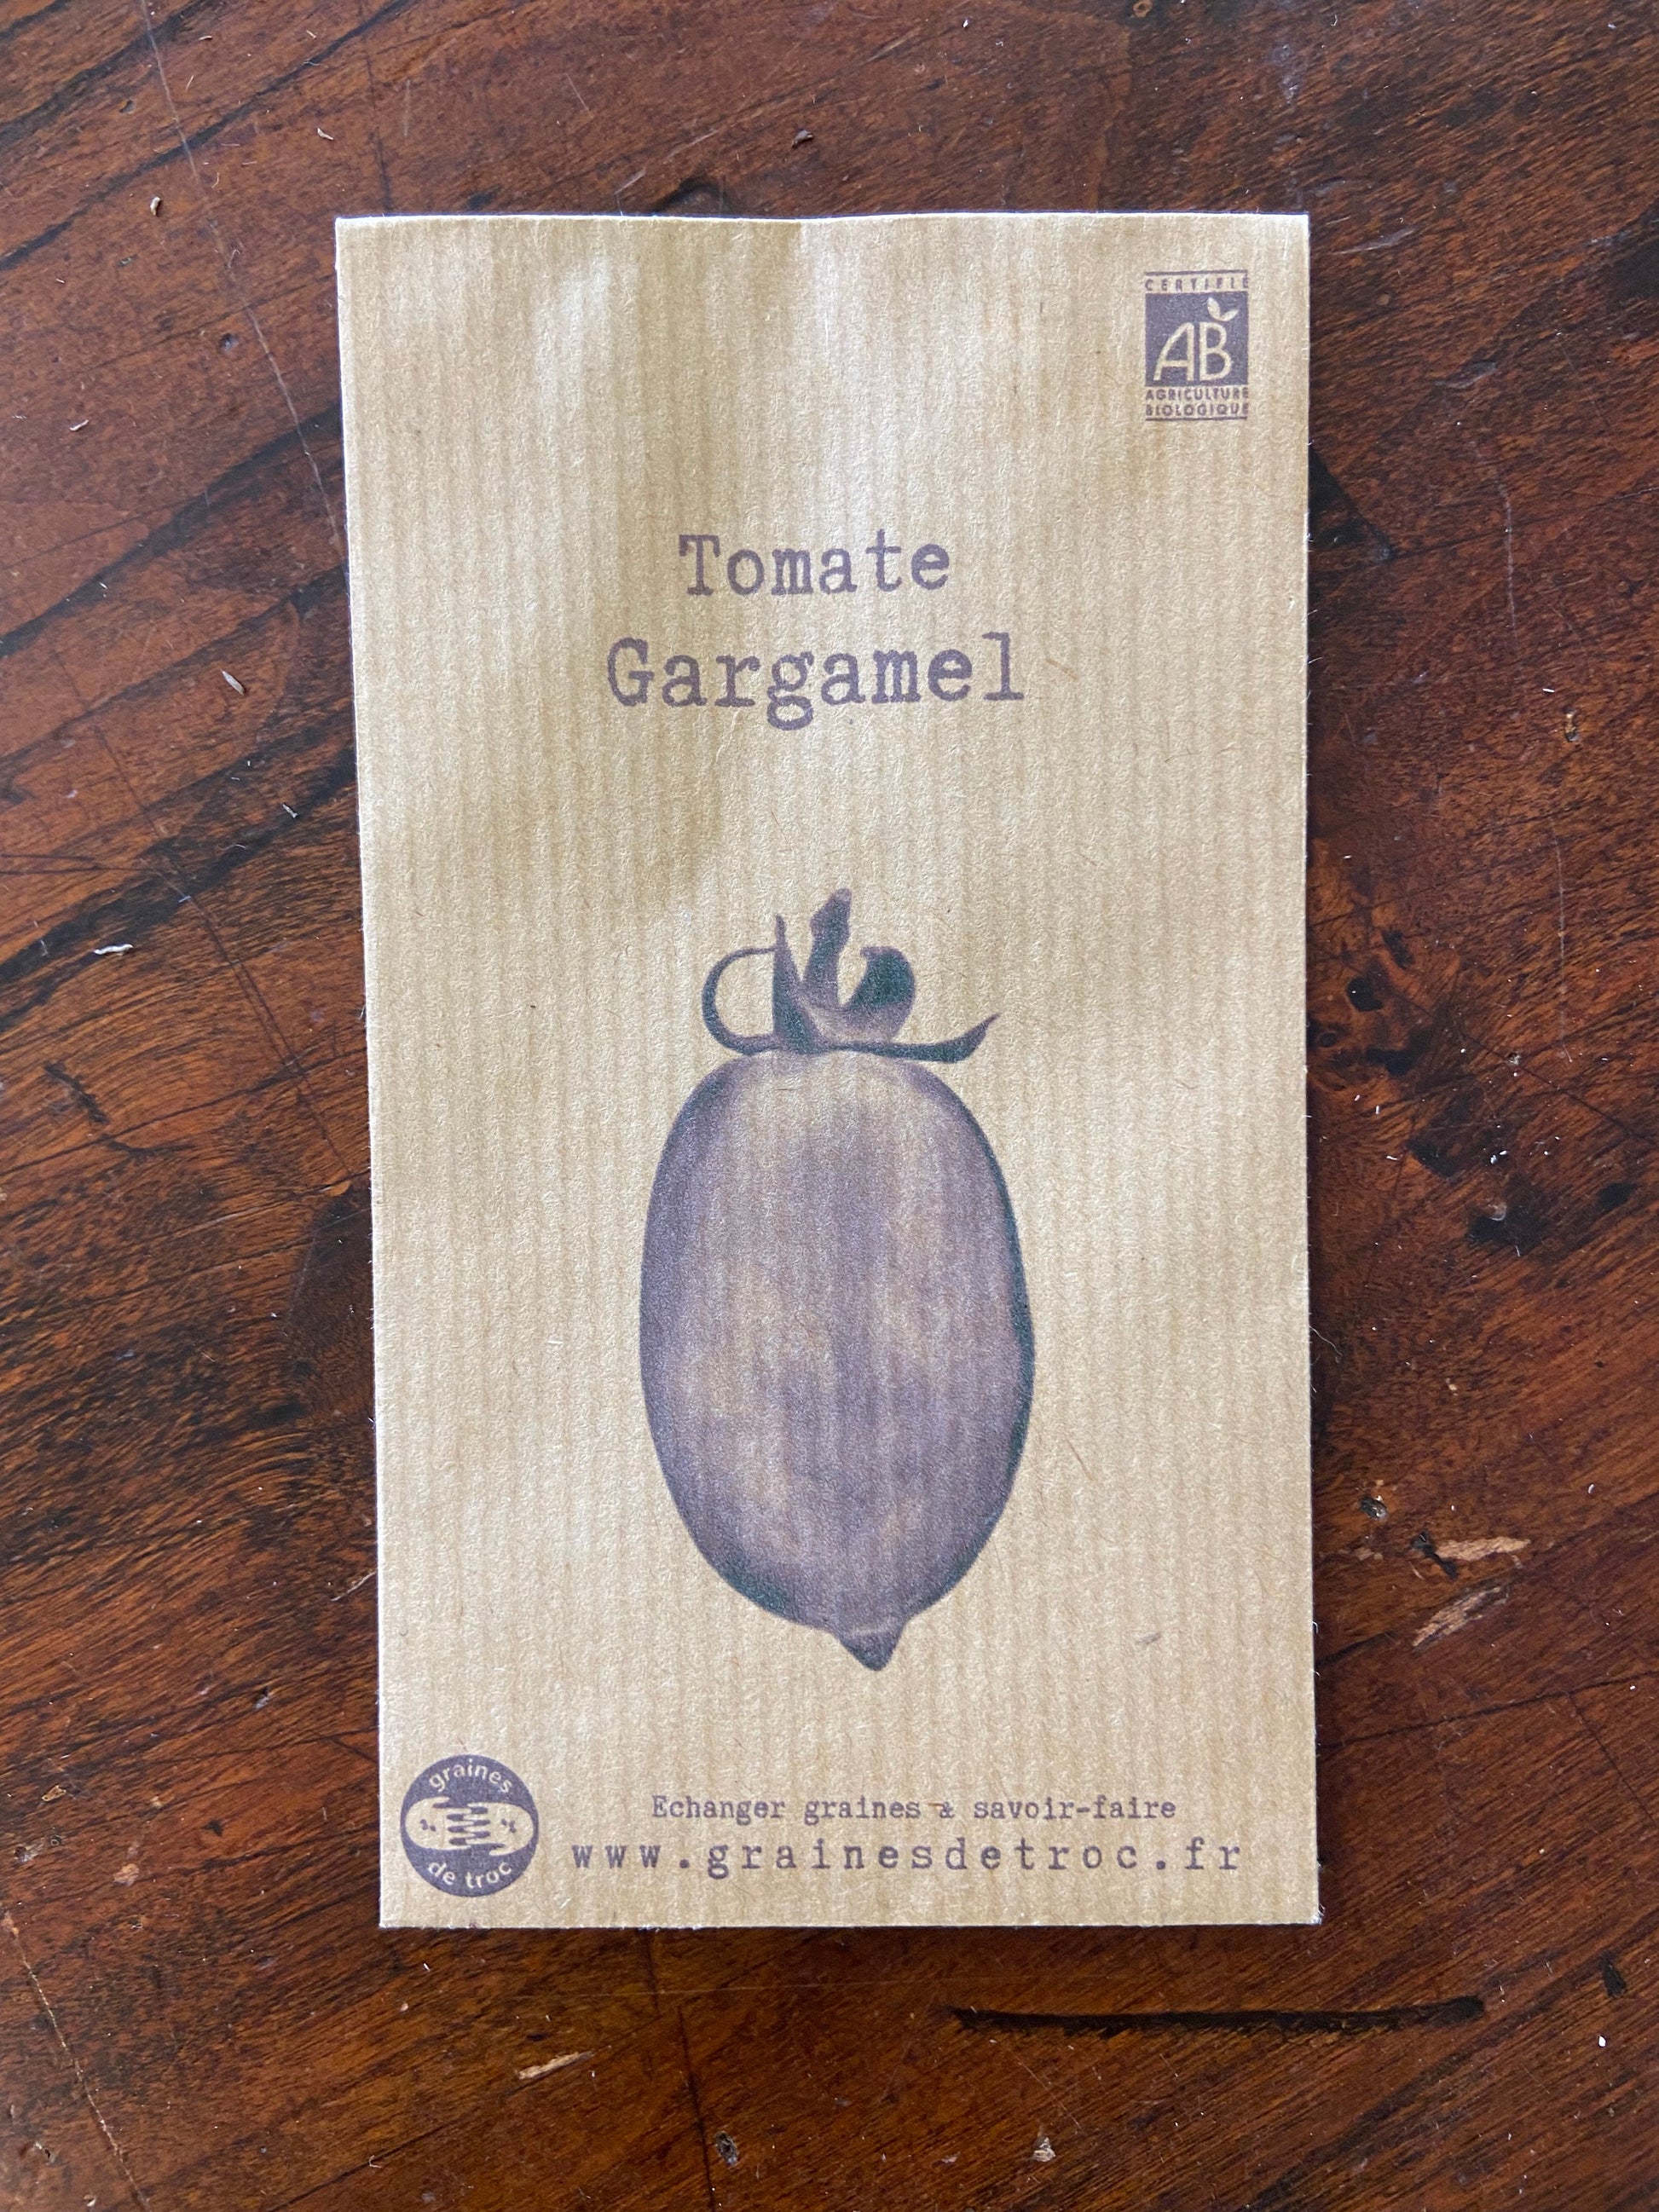 CERTIFIÉ
AB
AGRICULTURE
BIOLOGIQUE
Tomate
Gargamel
graines
de troc
Echanger graines & savoir-faire
www.grainesdetroc.fr